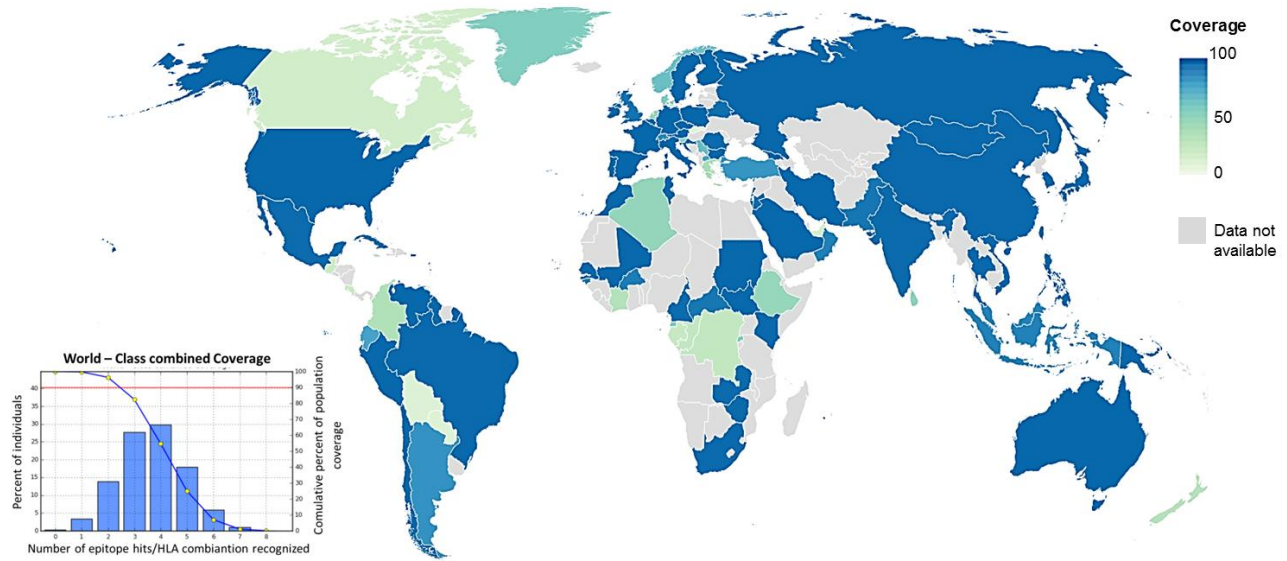 Coverage
100
50
0
Data not
available
World – Class combined Coverage
Percent of individuals
40
35
30
25
20
15
10
5
0
100
90
80
70
60
50
40
30
20
10
0
Cumulative percent of population
coverage
0 1 2 3 4 5 6 7 8
Number of epitope hits/HLA combiantion recognized